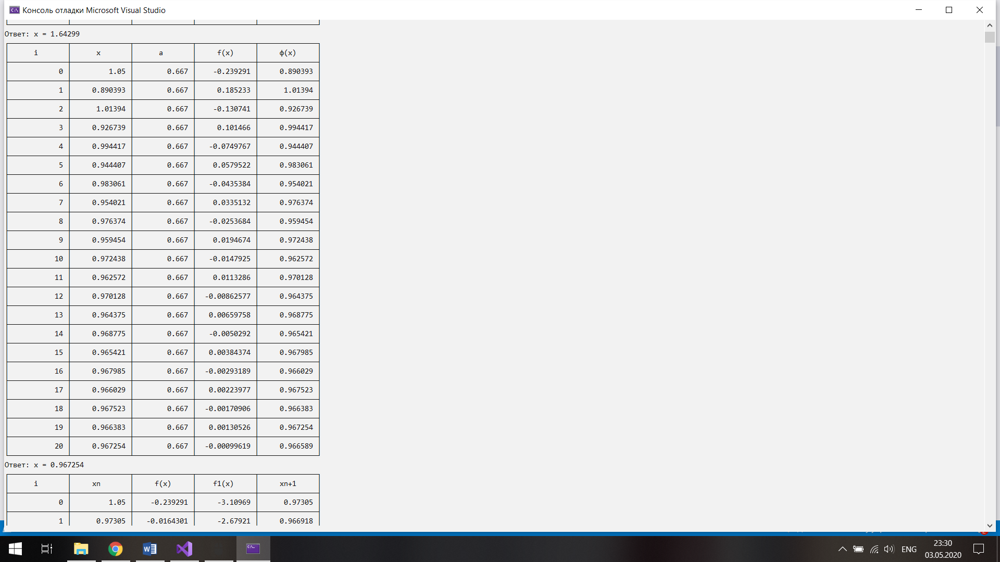 Консоль отладки Microsoft Visual Studio
Ответ: x = 1.64299
i x a f(x) ф(x)
0 1.05 0.667 -0.239291 0.890393
1 0.890393 0.667 0.185233 1.01394
2 1.01394 0.667 -0.130741 0.926739
3 0.926739 0.667 0.101466 0.994417
4 0.994417 0.667 -0.0749767 0.944407
5 0.944407 0.667 0.0579522 0.983061
6 0.983061 0.667 -0.0435384 0.954021
7 0.954021 0.667 0.0335132 0.976374
8 0.976374 0.667 -0.0253684 0.959454
9 0.959454 0.667 0.0194674 0.972438
10 0.972438 0.667 -0.0147925 0.962572
11 0.962572 0.667 0.0113286 0.970128
12 0.970128 0.667 -0.00862577 0.964375
13 0.964375 0.667 0.00659758 0.968775
14 0.968775 0.667 -0.0050292 0.965421
15 0.965421 0.667 0.00384374 0.967985
16 0.967985 0.667 -0.00293189 0.966029
17 0.966029 0.667 0.00223977 0.967523
18 0.967523 0.667 -0.00170906 0.966383
19 0.966383 0.667 0.00130526 0.967254
20 0.967254 0.667 -0.00099619 0.966589
Ответ: x = 0.967254
i xn f(x) f1(x) xn+1
0 1.05 -0.239291 -3.10969 0.97305
1 0.97305 -0.0164301 -2.67921 0.966918
ENG
23:30
03.05.2020